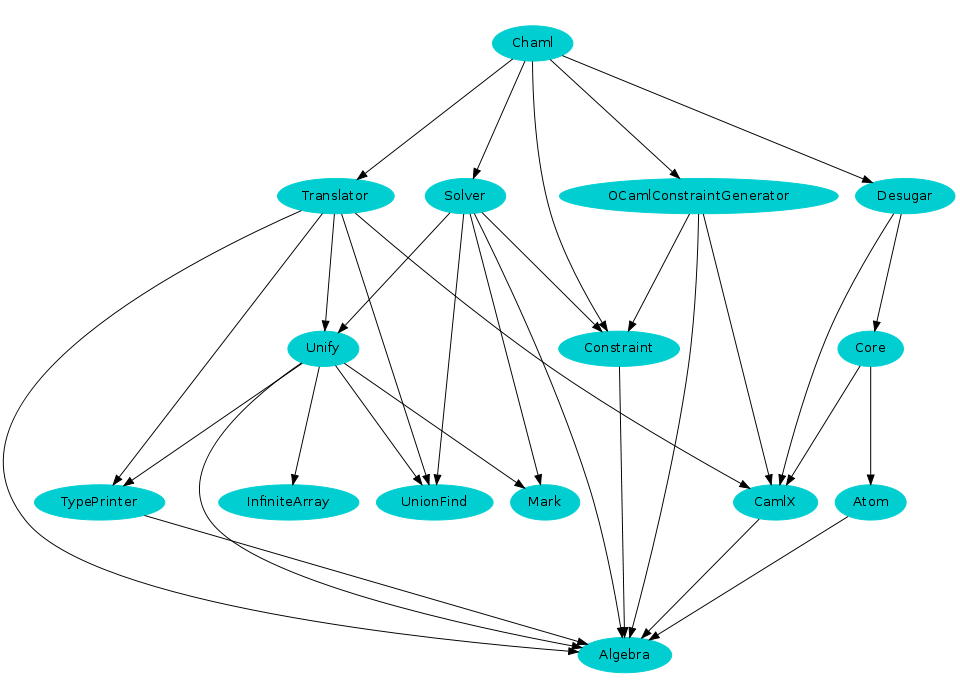 Chaml
Translator
Solver
OCamlConstraintGenerator
Desugar
Unify
Constraint
Core
TypePrinter
InfiniteArray
UnionFind
Mark
CamlX
Atom
Algebra